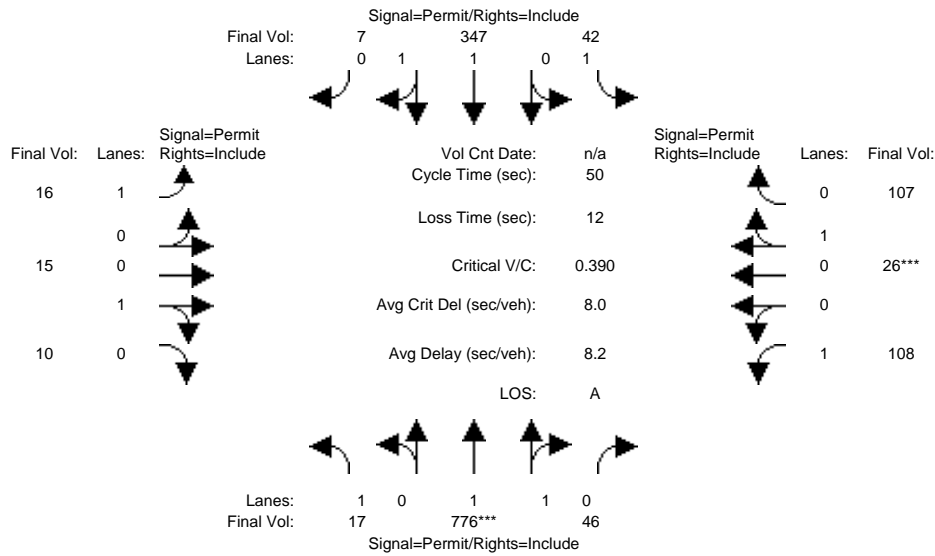 Signal=Permit/Rights=Include
Final Vol: 7 347 42
Lanes: 0 1 1 0 1
Signal=Permit Signal=Permit
Final Vol: Lanes: Rights=Include Vol Cnt Date: n/a Rights=Include Lanes: Final Vol:
Cycle Time (sec): 50
16 1 0 107
Loss Time (sec): 12
0 1
15 0 Critical V/C: 0.390 0 26***
1 Avg Crit Del (sec/veh): 8.0 0
10 0 Avg Delay (sec/veh): 8.2 1 108
LOS: A
Lanes: 1 0 1 1 0
Final Vol: 17 776*** 46
Signal=Permit/Rights=Include